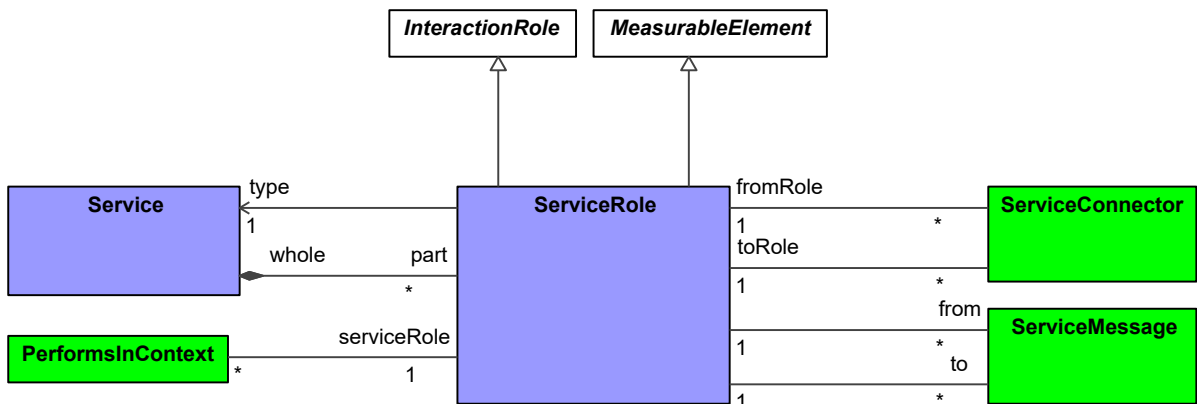 InteractionRole
MeasurableElement
type
Service
ServiceRole
fromRole
ServiceConnector
1
1
*
whole
part
toRole
*
1
*
from
ServiceMessage
serviceRole
PerformsInContext
*
1
1
*
to
1
*